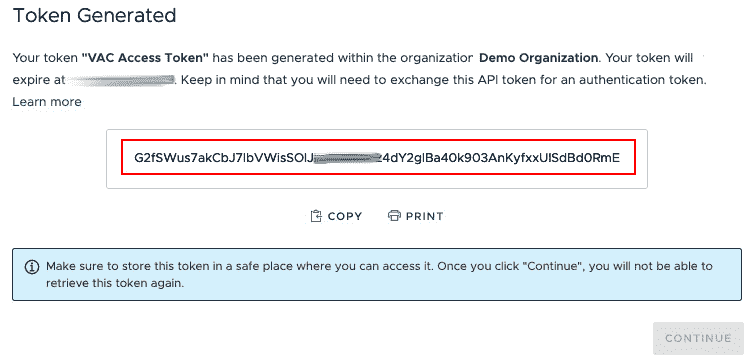 Token Generated
Your token "VAC Access Token" has been generated within the organization Demo Organization. Your token will
expire at . Keep in mind that you will need to exchange this API token for an authentication token.
Learn more
G2fSWus7akCbJ7lbVWisSOlJ z4dY2glBa40k903AnKyfxxUlSdBd0RmE
COPY PRINT
Make sure to store this token in a safe place where you can access it. Once you click "Continue", you will not be able to
retrieve this token again.
CONTINUE